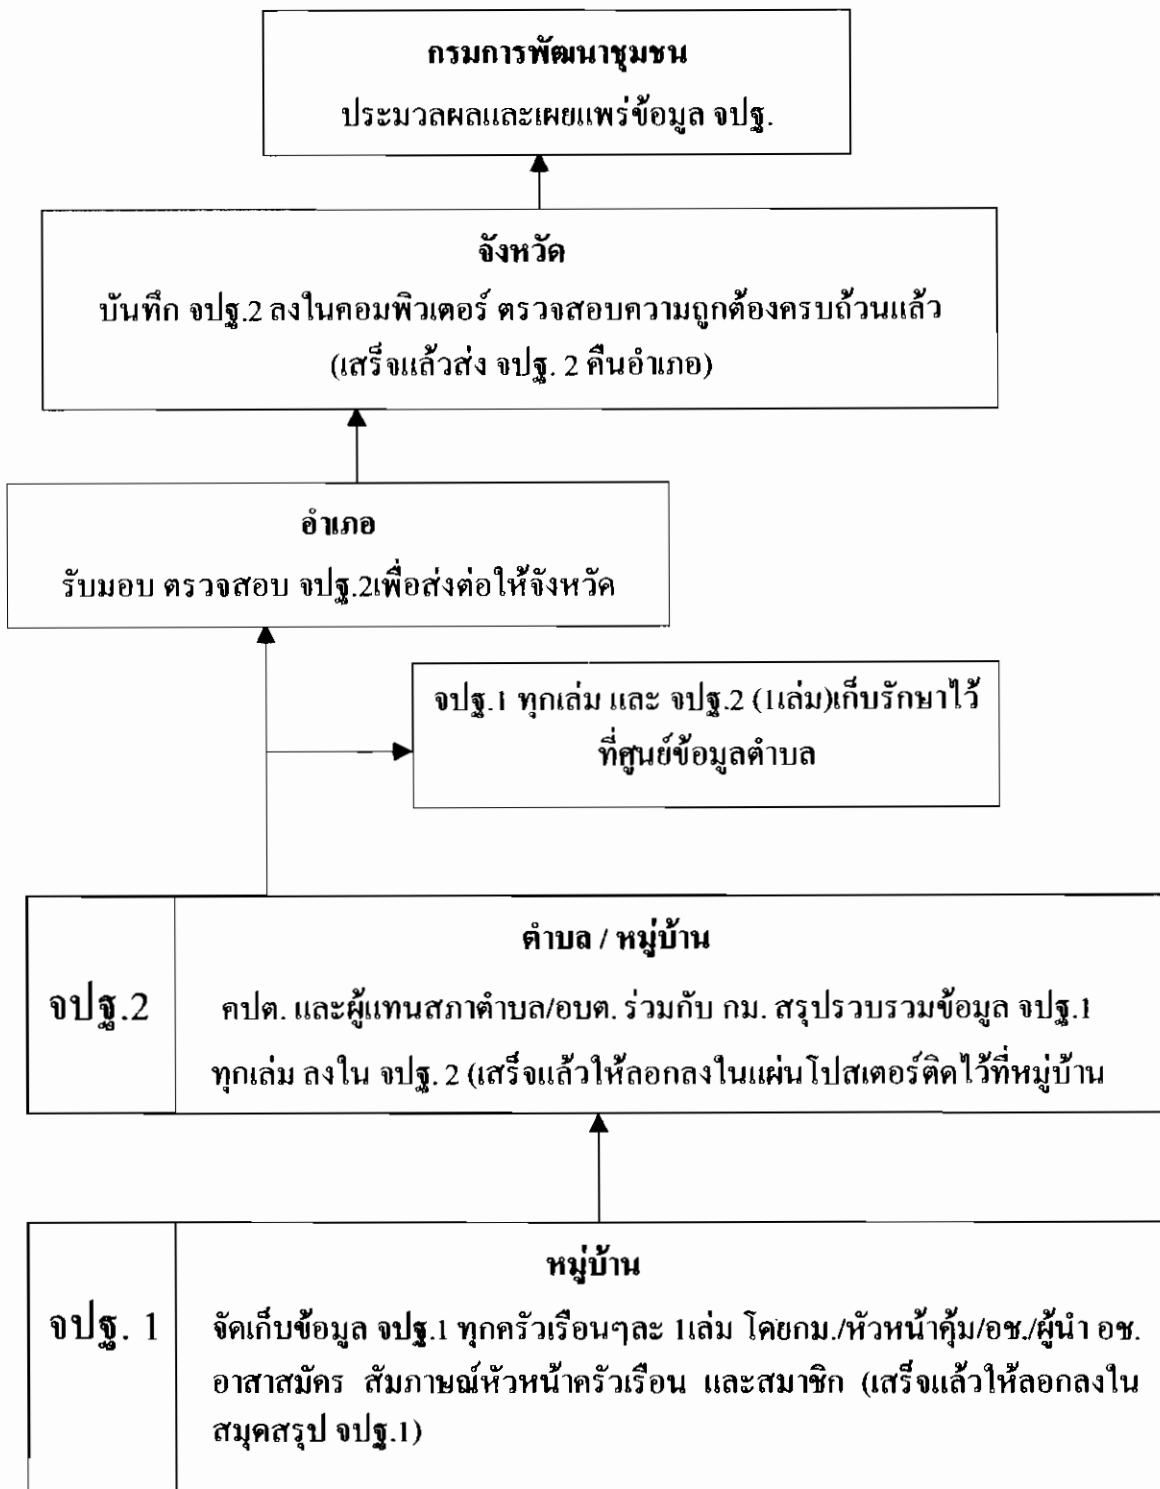 กรมการพัฒนาชุมชน
ประมวลผลและเผยแพร่ข้อมูล จปฐ.
จังหวัด
บันทึก จปฐ.2 ลงในคอมพิวเตอร์ ตรวจสอบความถูกต้องครบถ้วนแล้ว
(เสร็จแล้วส่ง จปฐ. 2 คืนอำเภอ)
อำเภอ
รับมอบ ตรวจสอบ จปฐ.2เพื่อส่งต่อให้จังหวัด
จปฐ.1 ทุกเล่ม และ จปฐ.2 (1เล่ม)เก็บรักษาไว้
ที่ศูนย์ข้อมูลตำบล
จปฐ.2
ตำบล / หมู่บ้าน
คปต. และผู้แทนสภาตำบล/อบต. ร่วมกับ กม. สรุปรวบรวมข้อมูล จปฐ.1
ทุกเล่ม ลงใน จปฐ. 2 (เสร็จแล้วให้ลอกลงในแผ่นโปสเตอร์ติดไว้ที่หมู่บ้าน
จปฐ. 1
หมู่บ้าน
จัดเก็บข้อมูล จปฐ.1 ทุกครัวเรือนๆละ 1เล่ม โดยกม./หัวหน้าคุ้ม/อช./ผู้นำ อช.
อาสาสมัคร สัมภาษณ์หัวหน้าครัวเรือน และสมาชิก (เสร็จแล้วให้ลอกลงใน
สมุดสรุป จปฐ.1)